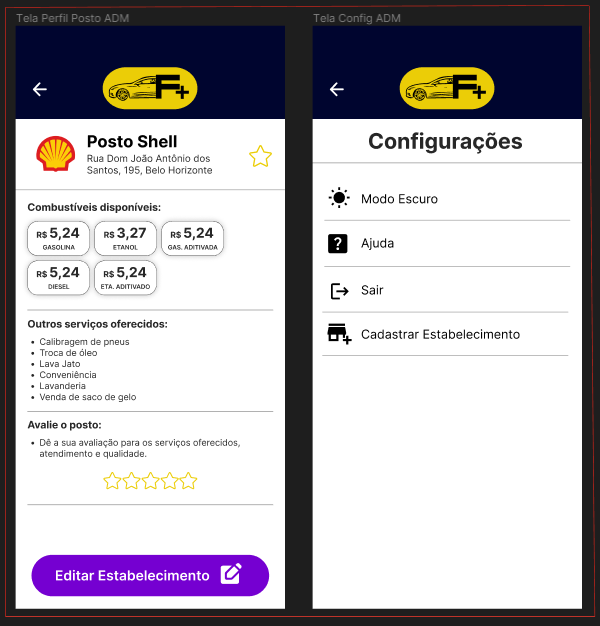 Tela Perfil Posto ADM
F+
Posto Shell
Rua Dom João Antônio dos
Santos, 195, Belo Horizonte
Combustíveis disponíveis:
R$ 5,24
GASOLINA
R$ 3,27
ETANOL
R$ 5,24
GAS. ADITIVADA
R$ 5,24
DIESEL
R$ 5,24
ETA. ADITIVADO
Outros serviços oferecidos:
• Calibragem de pneus
• Troca de óleo
• Lava Jato
• Conveniência
• Lavanderia
• Venda de saco de gelo
Avalie o posto:
• Dê a sua avaliação para os serviços oferecidos,
atendimento e qualidade.
Editar Estabelecimento
Tela Config ADM
F+
Configurações
Modo Escuro
?
Ajuda
Sair
Cadastrar Estabelecimento